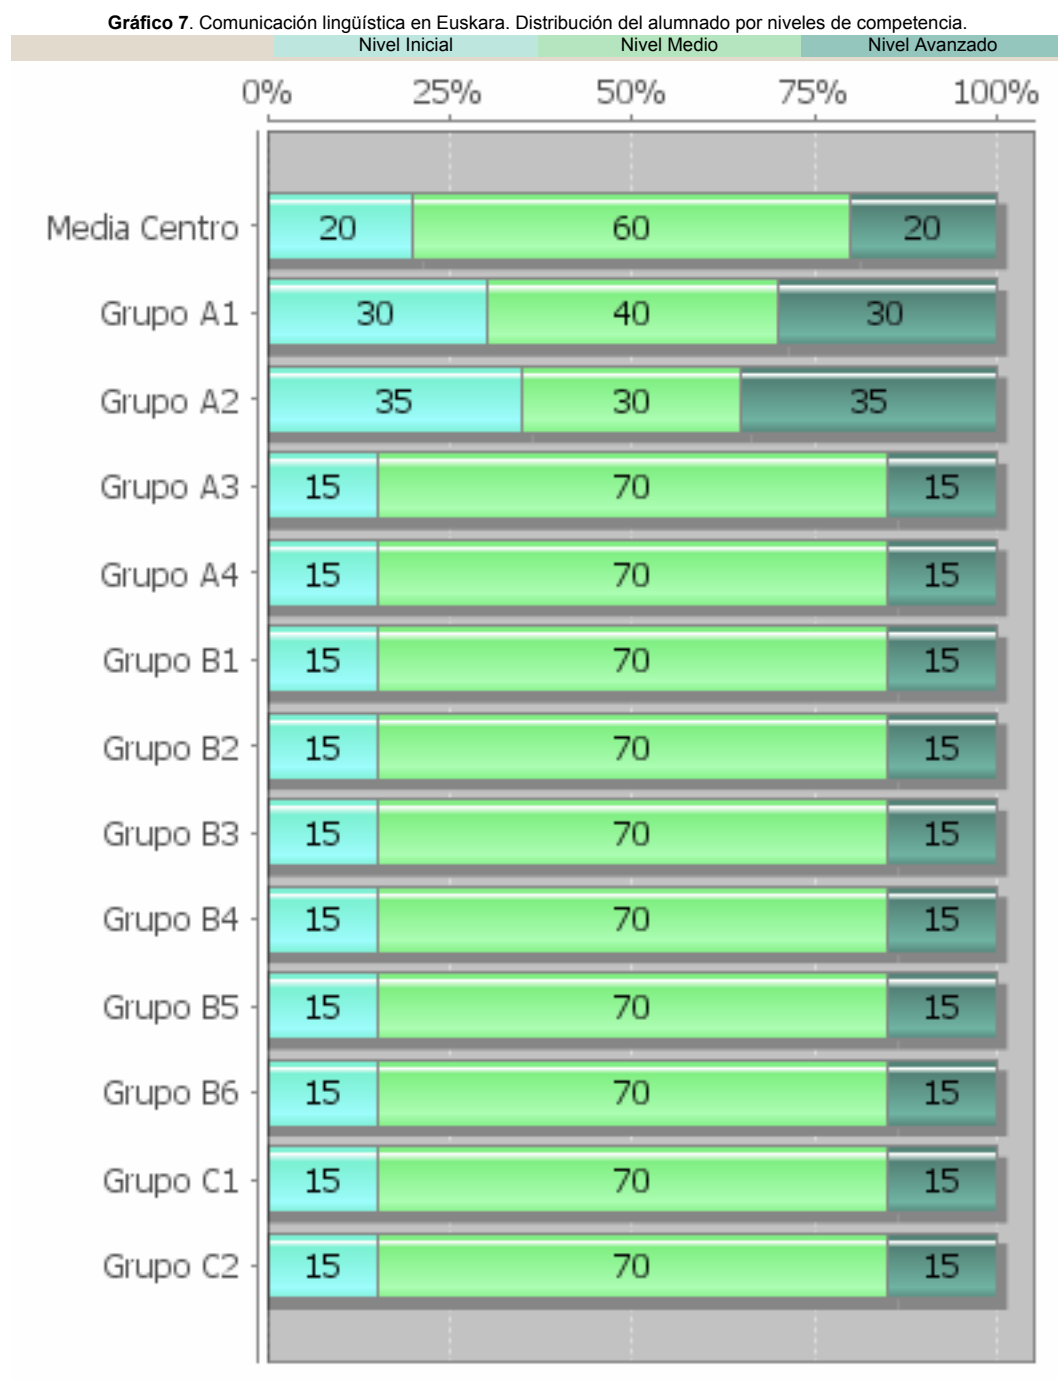 Gráfico 7. Comunicación lingüística en Euskara. Distribución del alumnado por niveles de competencia.
Nivel Inicial Nivel Medio Nivel Avanzado
0% 25% 50% 75% 100%
Media Centro 20 60 20
Grupo A1 30 40 30
Grupo A2 35 30 35
Grupo A3 15 70 15
Grupo A4 15 70 15
Grupo B1 15 70 15
Grupo B2 15 70 15
Grupo B3 15 70 15
Grupo B4 15 70 15
Grupo B5 15 70 15
Grupo B6 15 70 15
Grupo C1 15 70 15
Grupo C2 15 70 15